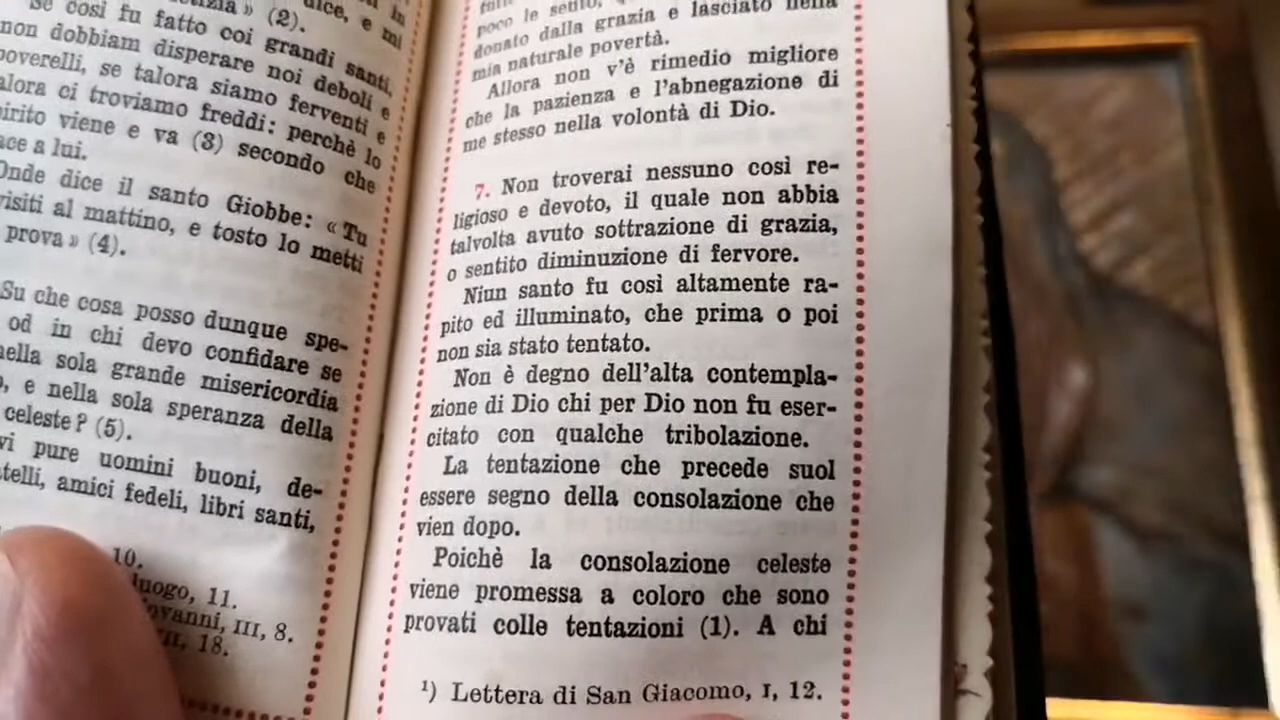 dice, e mi
(2).
se così fu fatto coi grandi santi,
non dobbiam disperare noi deboli e
poverelli, se talora siamo ferventi e
ci troviamo freddi: perchè lo
viene e va (3) secondo che
a lui.
Onde dice il santo Giobbe: « Tu
visiti al mattino, e tosto lo metti
prova » (4).
Su che cosa posso dunque spe-
od in chi devo confidare se
nella sola grande misericordia
e nella sola speranza della
celeste? (5).
pure uomini buoni, de-
amici fedeli, libri santi,
10.
luogo, 11.
III, 8.
18.
poco le sento,
donato dalla grazia e lasciato nella
mia naturale povertà.
Allora non v'è rimedio migliore
che la pazienza e l'abnegazione di
me stesso nella volontà di Dio.
7. Non troverai nessuno così re-
ligioso e devoto, il quale non abbia
talvolta avuto sottrazione di grazia,
o sentito diminuzione di fervore.
Niun santo fu così altamente ra-
pito ed illuminato, che prima o poi
non sia stato tentato.
Non è degno dell'alta contempla-
zione di Dio chi per Dio non fu eser-
citato con qualche tribolazione.
La tentazione che precede suol
essere segno della consolazione che
vien dopo.
Poichè la consolazione celeste
viene promessa a coloro che sono
provati colle tentazioni (1). A chi
¹) Lettera di San Giacomo, I, 12.